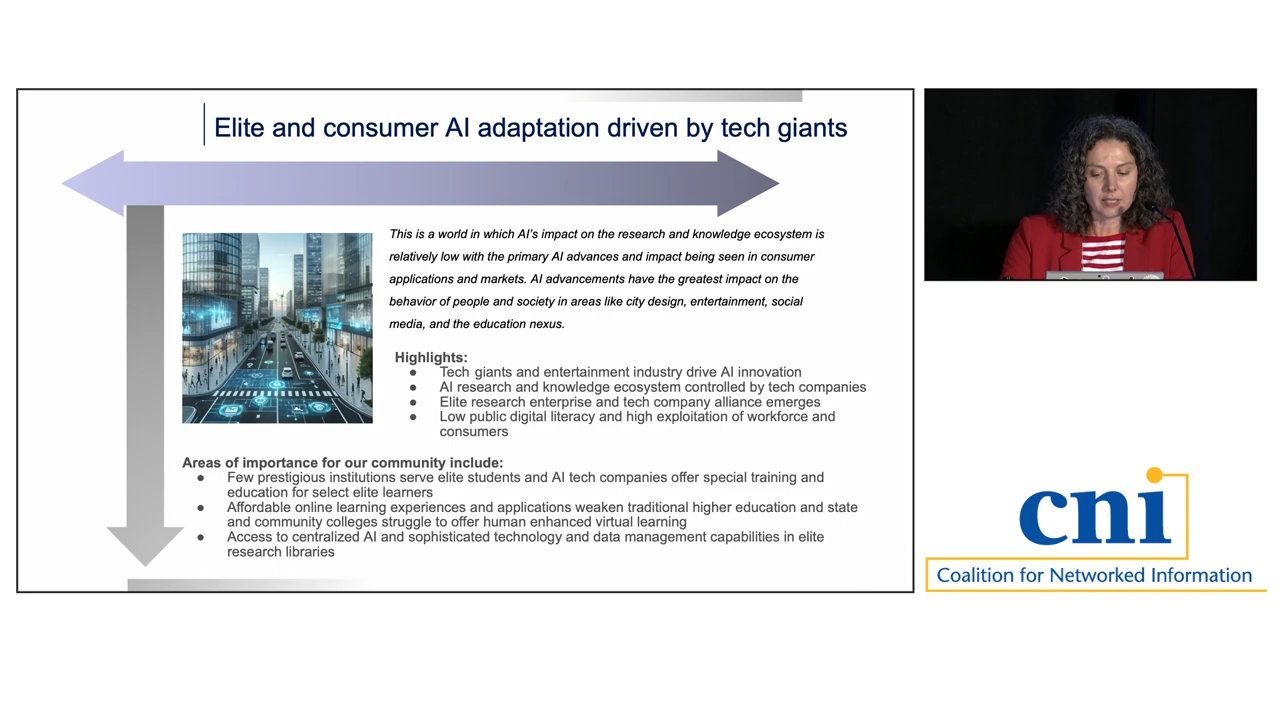 Elite and consumer AI adaptation driven by tech giants
This is a world in which AI's impact on the research and knowledge ecosystem is
relatively low with the primary AI advances and impact being seen in consumer
applications and markets. AI advancements have the greatest impact on the
behavior of people and society in areas like city design, entertainment, social
media, and the education nexus.
Highlights:
● Tech giants and entertainment industry drive AI innovation
● AI research and knowledge ecosystem controlled by tech companies
● Elite research enterprise and tech company alliance emerges
● Low public digital literacy and high exploitation of workforce and
consumers
Areas of importance for our community include:
● Few prestigious institutions serve elite students and AI tech companies offer special training and
education for select elite learners
● Affordable online learning experiences and applications weaken traditional higher education and state
and community colleges struggle to offer human enhanced virtual learning
● Access to centralized AI and sophisticated technology and data management capabilities in elite
research libraries
cni
Coalition for Networked Information